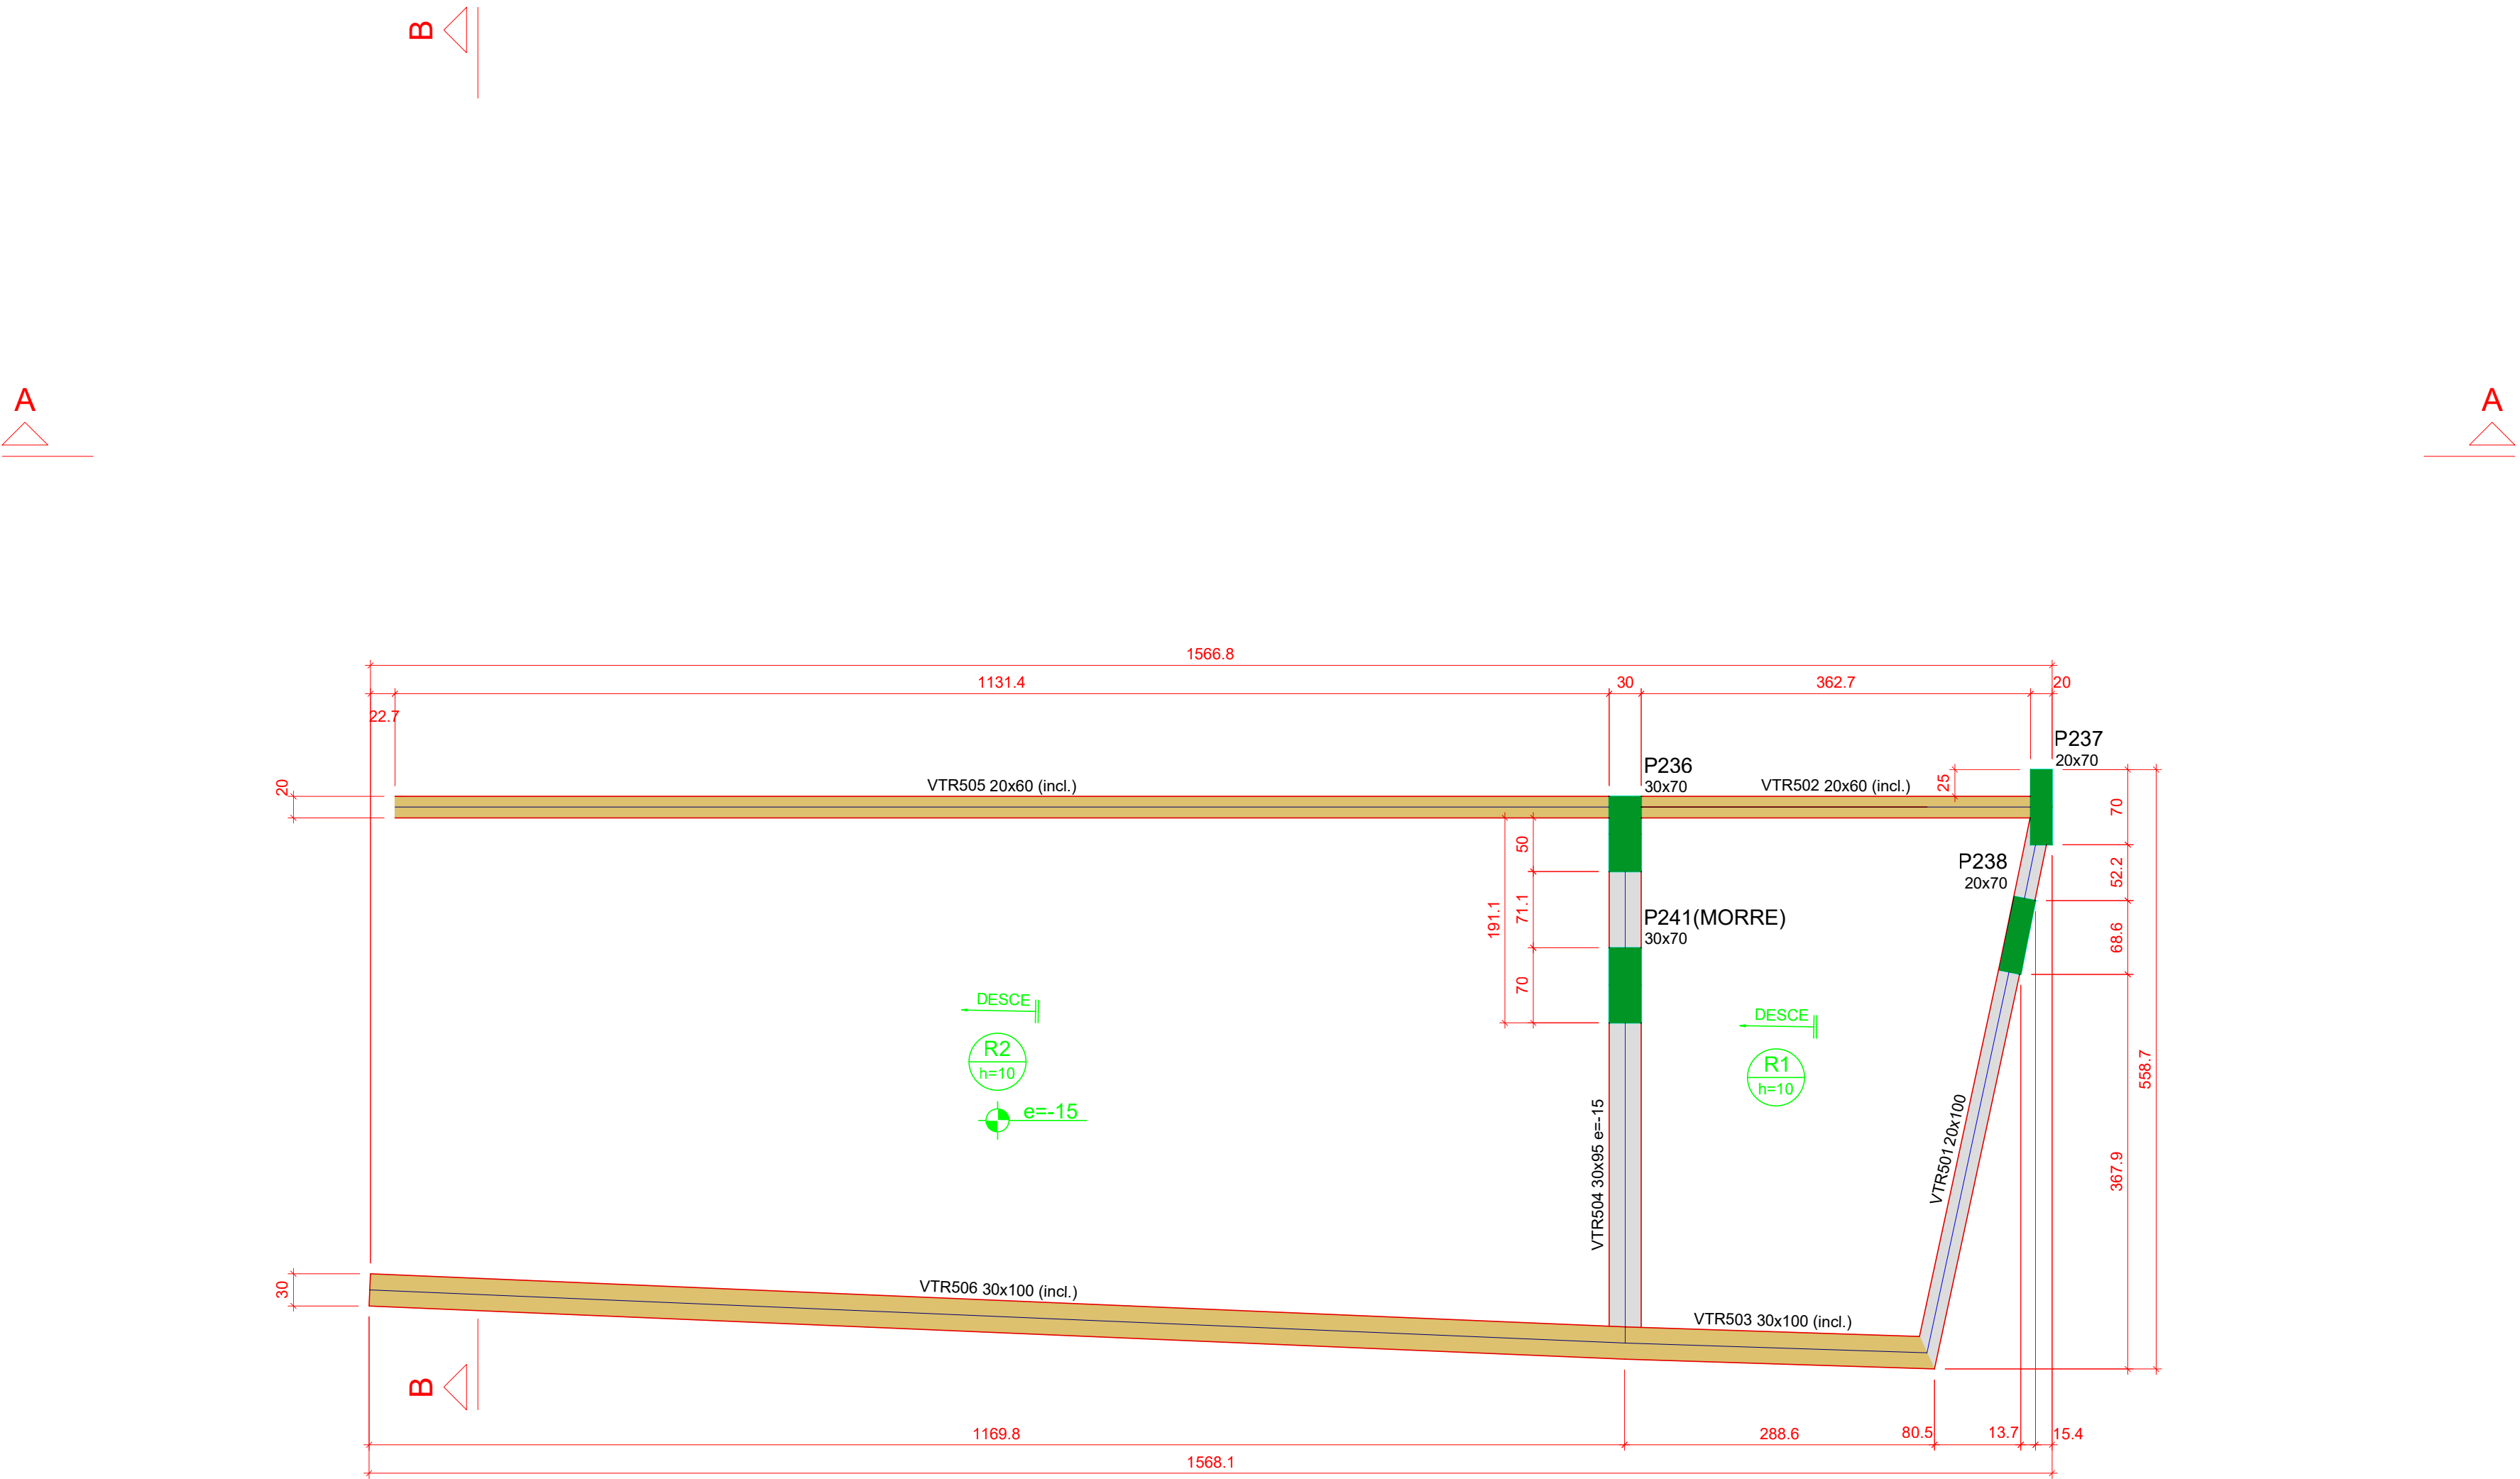 B
A
A
1566.8
1131.4
30
362.7
20
22.7
P237
20x70
P236
30x70
VTR505 20x60 (incl.)
VTR502 20x60 (incl.)
20
25
70
50
P238
20x70
52.2
P241(MORRE)
30x70
71.1
191.1
68.6
70
DESCE
R2
h=10
e=-15
DESCE
R1
h=10
558.7
VTR504 30x95 e=-15
VTR501 20x100
367.9
30
VTR506 30x100 (incl.)
VTR503 30x100 (incl.)
B
1169.8
288.6
80.5
13.7
15.4
1568.1